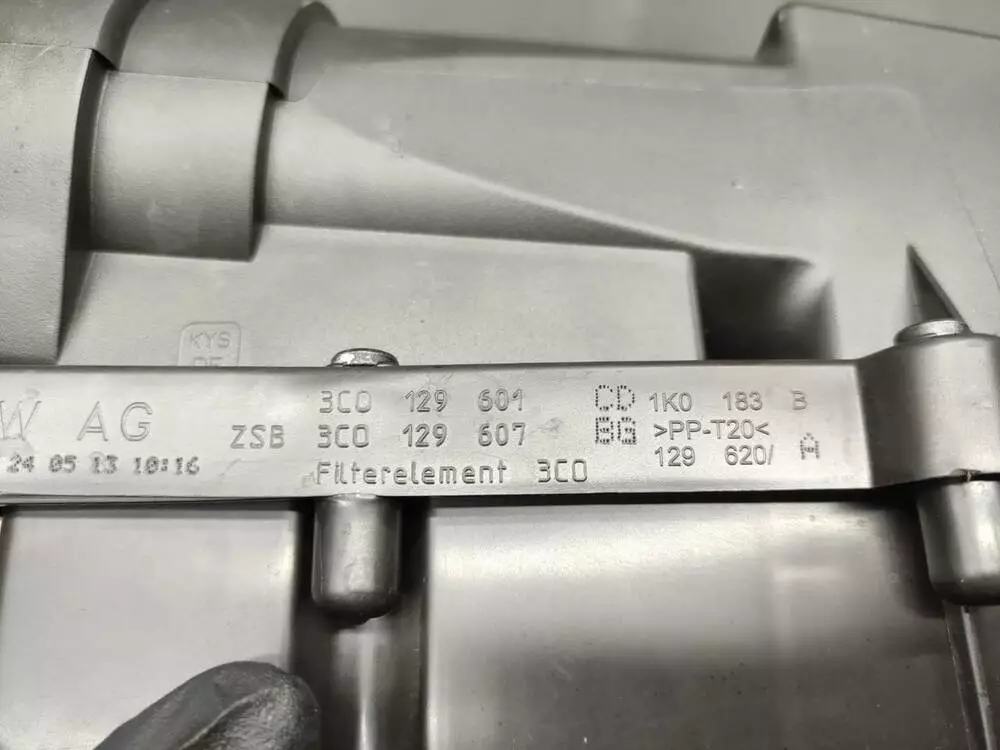 KYS
W AG
24 05 13 10:16
3C0 129 601 CD 1K0 183 B
ZSB 3C0 129 607 BG >PP-T20<
Filterelement 3C0 129 620/ A